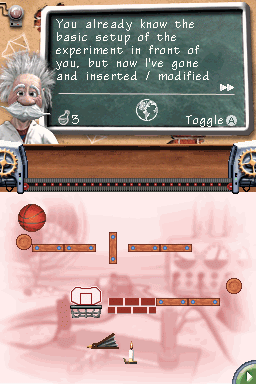 You already know the
basic setup of the
experiment in front of
you, but now I've gone
and inserted / modified
3
Toggle A